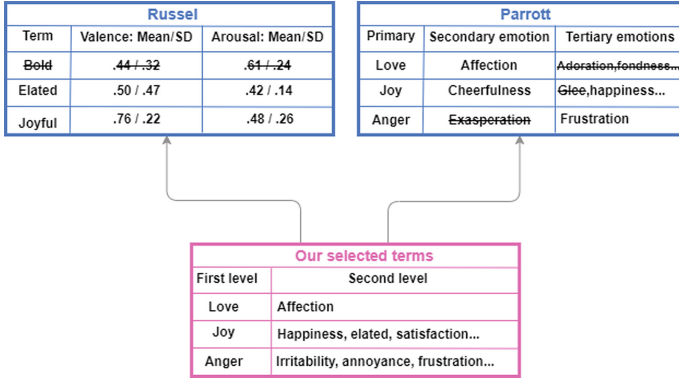 Russel
Term Valence: Mean/SD Arousal: Mean/SD
Bold .44 / .32 .61 / .24
Elated .50 / .47 .42 / .14
Joyful .76 / .22 .48 / .26
Parrott
Primary Secondary emotion Tertiary emotions
Love Affection Adoration,fondness...
Joy Cheerfulness Glee,happiness...
Anger Exasperation Frustration
Our selected terms
First level Second level
Love Affection
Joy Happiness, elated, satisfaction...
Anger Irritability, annoyance, frustration...